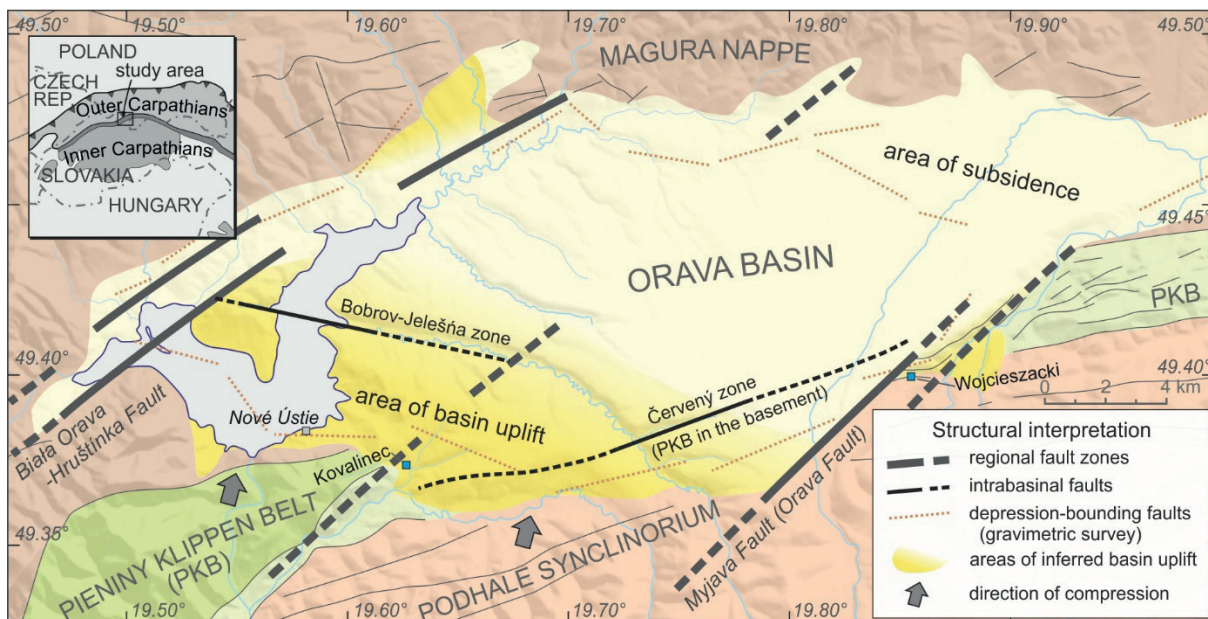 49.50° 19.60° 19.70° 19.80° 19.90° 49.50°
POLAND
study area
CZECH
REP.
Outer Carpathians
Inner Carpathians
SLOVAKIA
HUNGARY
MAGURA NAPPE
area of subsidence
49.45°
ORAVA BASIN
PKB
Bobrov-Jelešňa zone
49.40°
49.40°
Wojcieszacki
0 2 4 km
area of basin uplift
Červený zone
(PKB in the basement)
Nové Ústie
Biała Orava
-Hruštinka Fault
Kovalinec
PIENINY KLIPPEN BELT
(PKB)
49.35°
PODHALE SYNCLINORIUM
Myjava Fault (Orava Fault)
Structural interpretation
regional fault zones
intrabasinal faults
depression-bounding faults
(gravimetric survey)
areas of inferred basin uplift
direction of compression
19.50° 19.60° 19.70° 19.80°